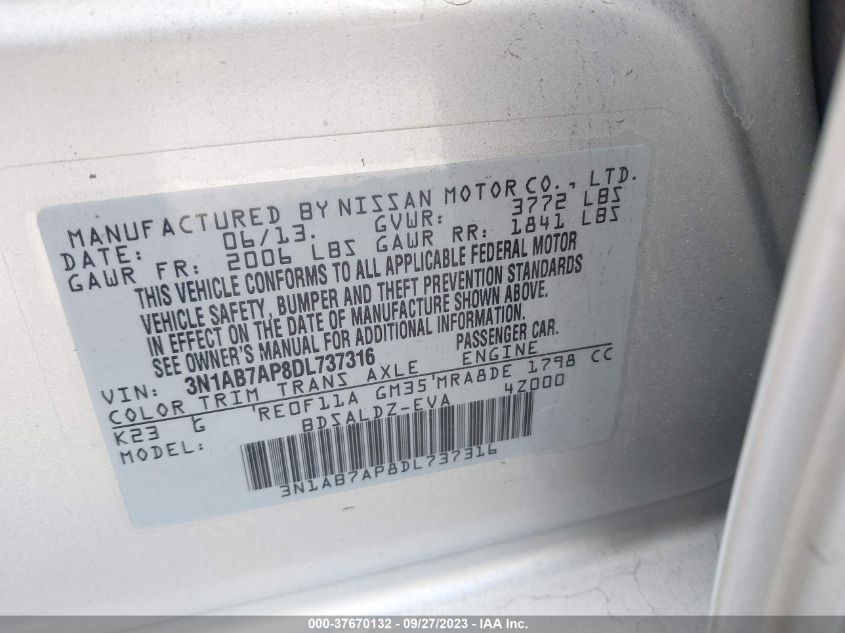 MANUFACTURED BY NISSAN MOTOR CO., LTD.
DATE: 06/13. GVWR: 3772 LBS
GAWR FR: 2006 LBS GAWR RR: 1841 LBS
THIS VEHICLE CONFORMS TO ALL APPLICABLE FEDERAL MOTOR
VEHICLE SAFETY, BUMPER AND THEFT PREVENTION STANDARDS
IN EFFECT ON THE DATE OF MANUFACTURE SHOWN ABOVE.
SEE OWNER'S MANUAL FOR ADDITIONAL INFORMATION.
VIN: 3N1AB7AP8DL737316 PASSENGER CAR.
COLOR TRIM TRANS AXLE ENGINE
K23 G RE0F11A GM35 MRA8DE 1798 CC
MODEL: BDSALDZ-EVA 4Z000
3N1AB7AP8DL737316
000-37670132 - 09/27/2023 - IAA Inc.